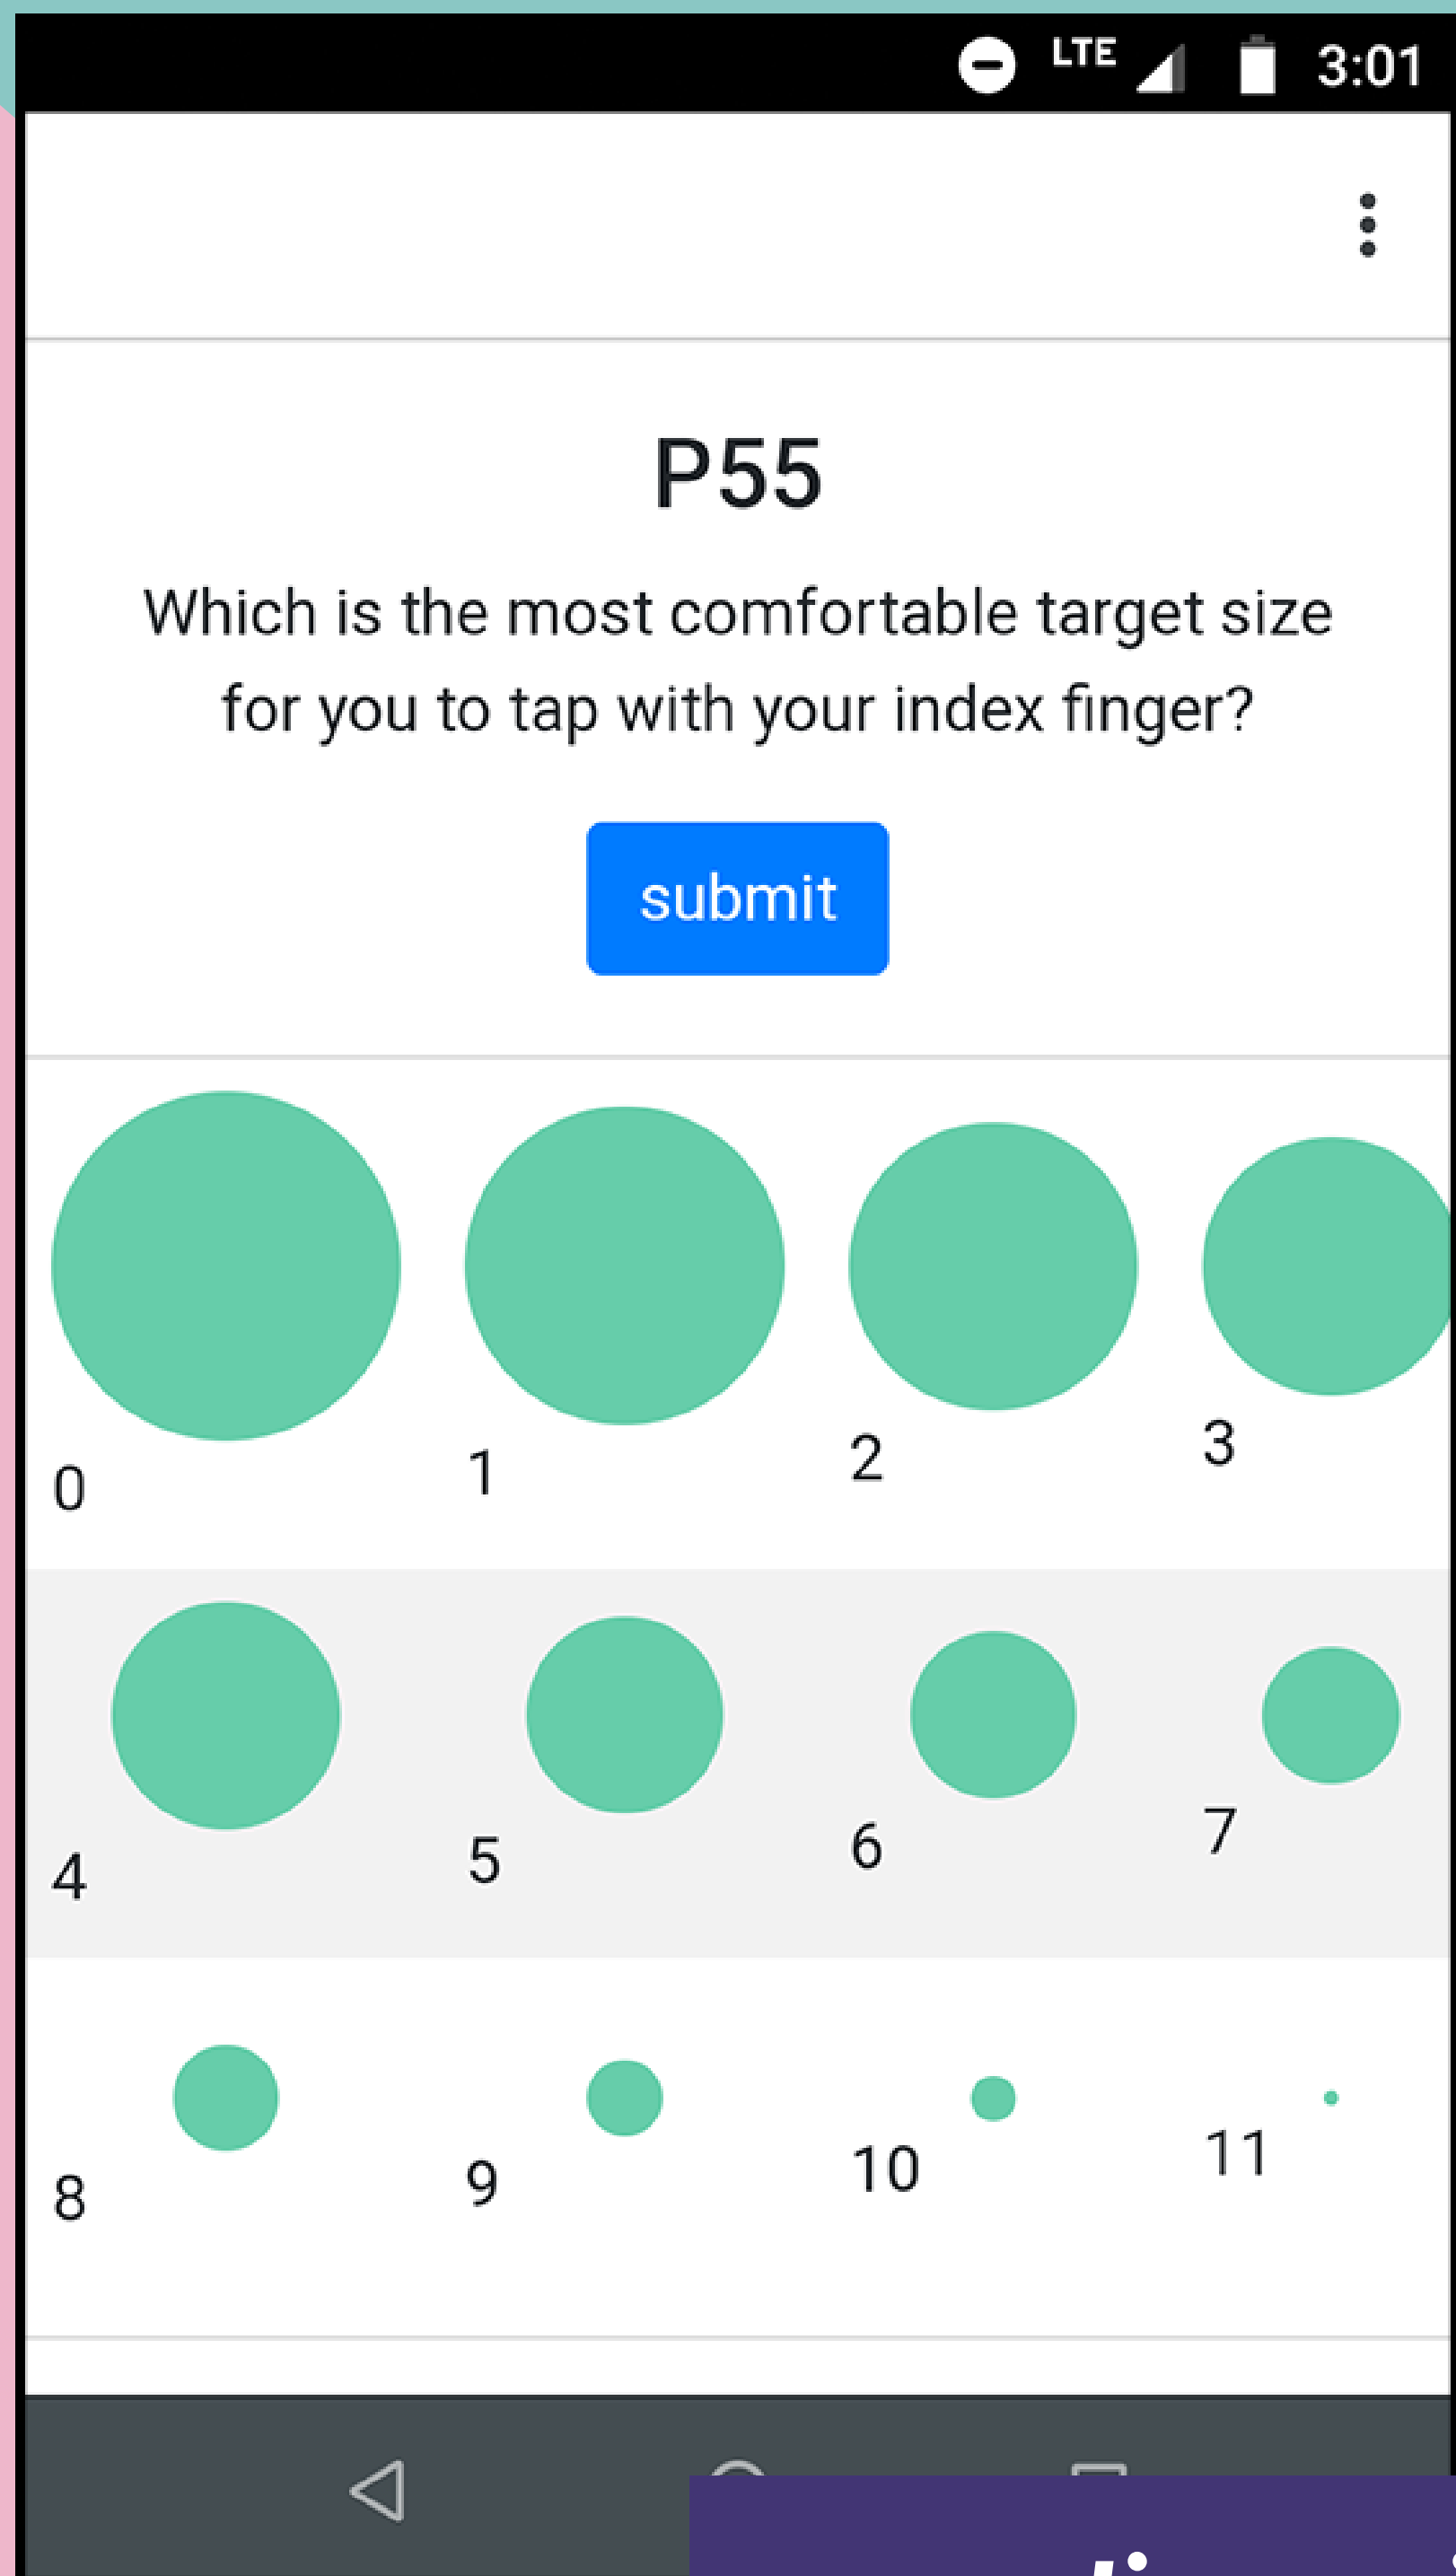 LTE 3:01
P55
Which is the most comfortable target size
for you to tap with your index finger?
submit
0 1 2 3
4 5 6 7
8 9 10 11